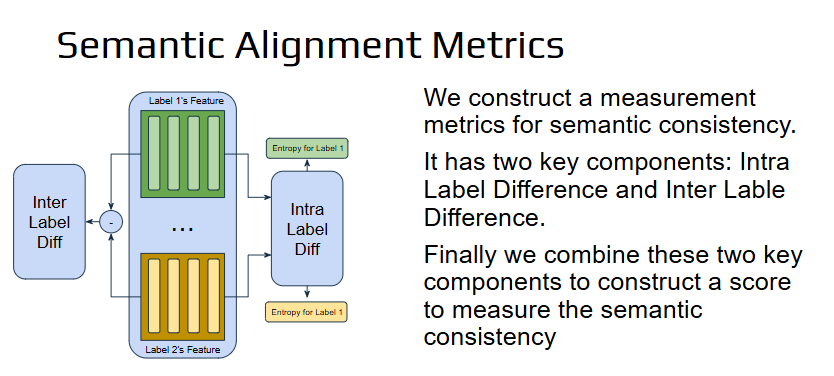 Semantic Alignment Metrics
Label 1's Feature
Entropy for Label 1
Inter
Label
Diff
-
...
Intra
Label
Diff
Entropy for Label 1
Label 2's Feature
We construct a measurement
metrics for semantic consistency.
It has two key components: Intra
Label Difference and Inter Lable
Difference.
Finally we combine these two key
components to construct a score
to measure the semantic
consistency